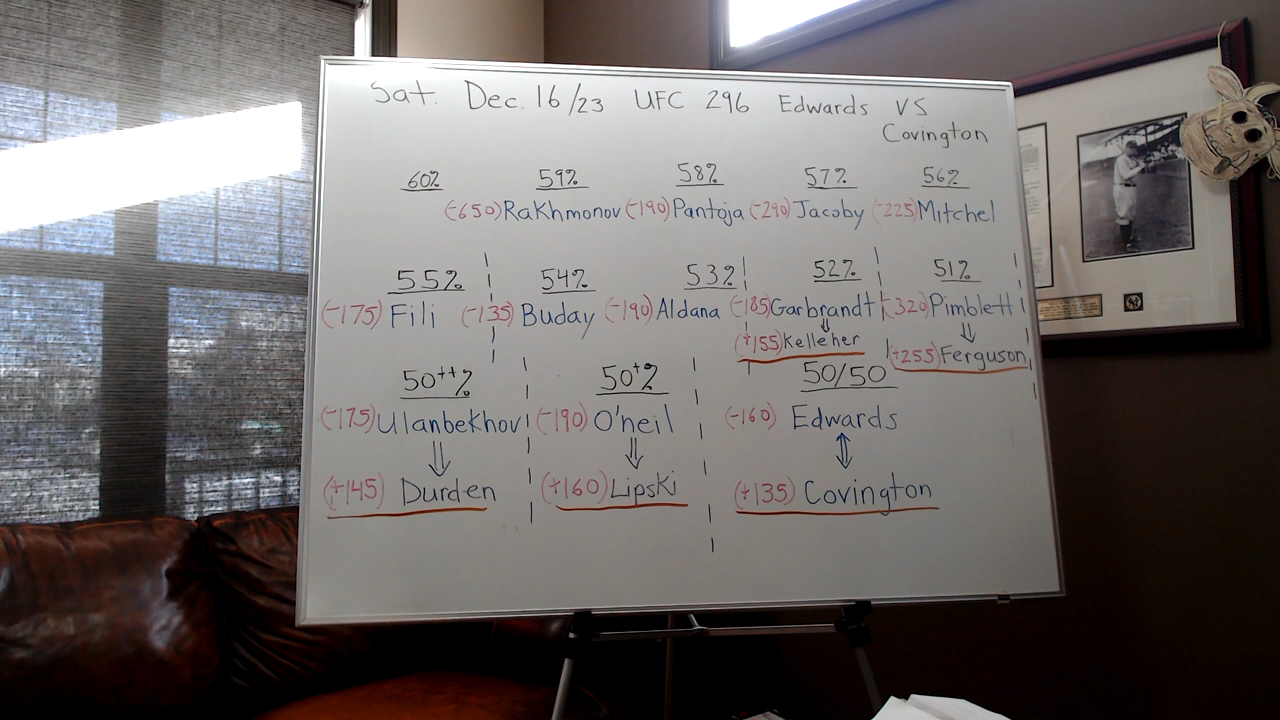 Sat. Dec. 16/23 UFC 296 Edwards VS
Covington
60% 59% 58% 57% 56%
(-650) Rakhmonov (-190) Pantoja (-290) Jacoby (-225) Mitchel
55% 54% 53% 52% 51%
(-175) Fili (-135) Buday (-190) Aldana (-185) Garbrandt (-320) Pimblett
⇓ ⇓
(+155) Kelleher (+255) Ferguson
50++% 50+% 50/50
(-175) Ulanbekhov (-190) O'neil (-160) Edwards
⇓ ⇓ ⇕
(+145) Durden (+160) Lipski (+135) Covington